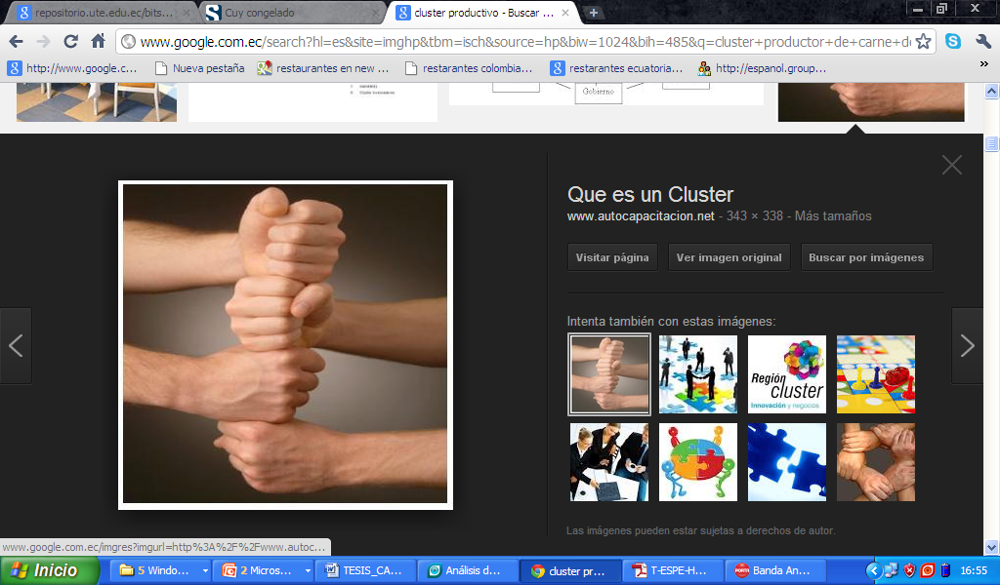 repositorio.ute.edu.ec/bits...
Cuy congelado
cluster productivo - Buscar ...
www.google.com.ec/search?hl=es&site=imghp&tbm=isch&source=hp&biw=1024&bih=485&q=cluster+productor+de+carne+de
http://www.google.c...
Nueva pestaña
restaurantes en new ...
restarantes colombia...
restarantes ecuatoria...
http://espanol.group...
»
Gobierno
Que es un Cluster
www.autocapacitacion.net - 343 × 338 - Más tamaños
Visitar página
Ver imagen original
Buscar por imágenes
Intenta también con estas imágenes:
Región
cluster
Innovación y negocios
Las imágenes pueden estar sujetas a derechos de autor.
www.google.com.ec/imgres?imgurl=http%3A%2F%2Fwww.autoc...
Inicio
5 Window...
2 Micros...
TESIS_CA...
Análisis d...
cluster pr...
T-ESPE-H...
Banda An...
16:55